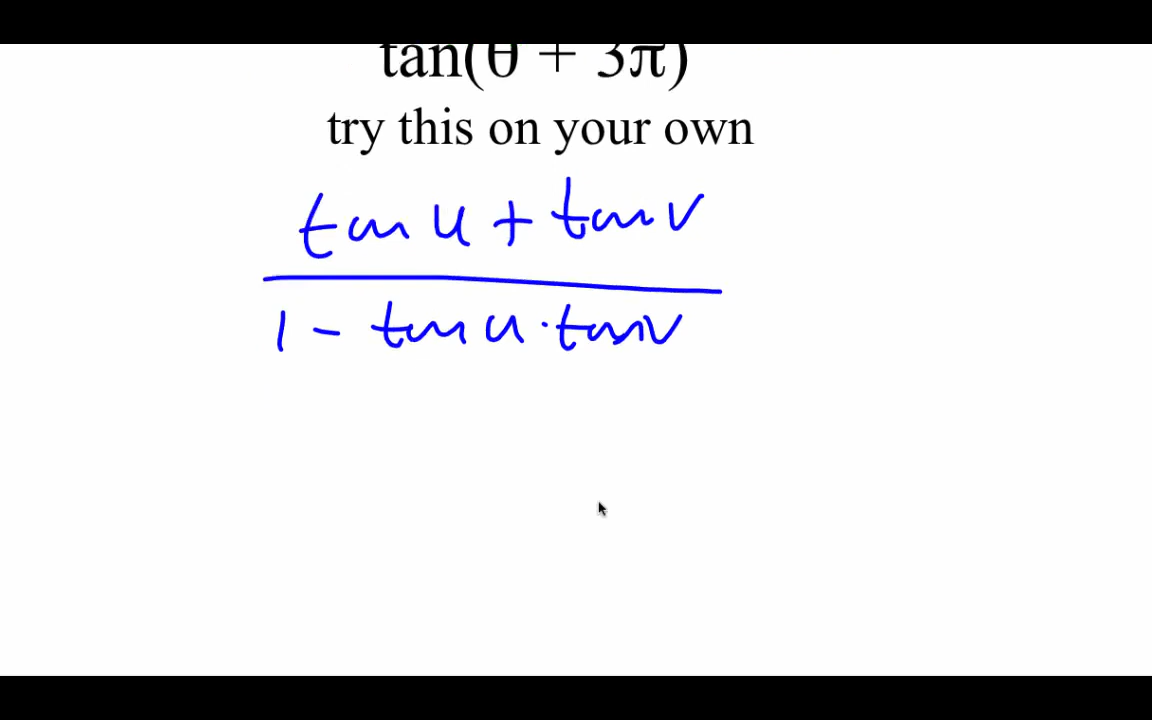 tan(θ + 3π)
try this on your own
tan u + tan v
1 - tan u · tan v